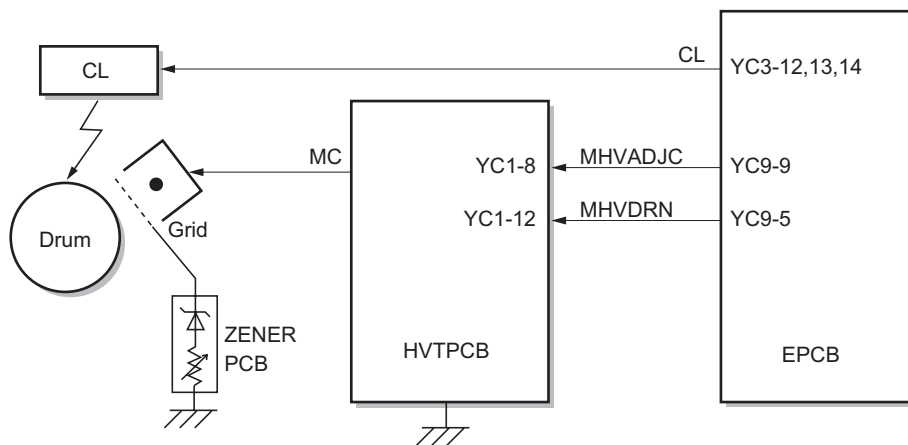 CL
CL
YC3-12,13,14
MC
YC1-8
MHVADJC
YC9-9
YC1-12
MHVDRN
YC9-5
Grid
Drum
ZENER
PCB
HVTPCB
EPCB